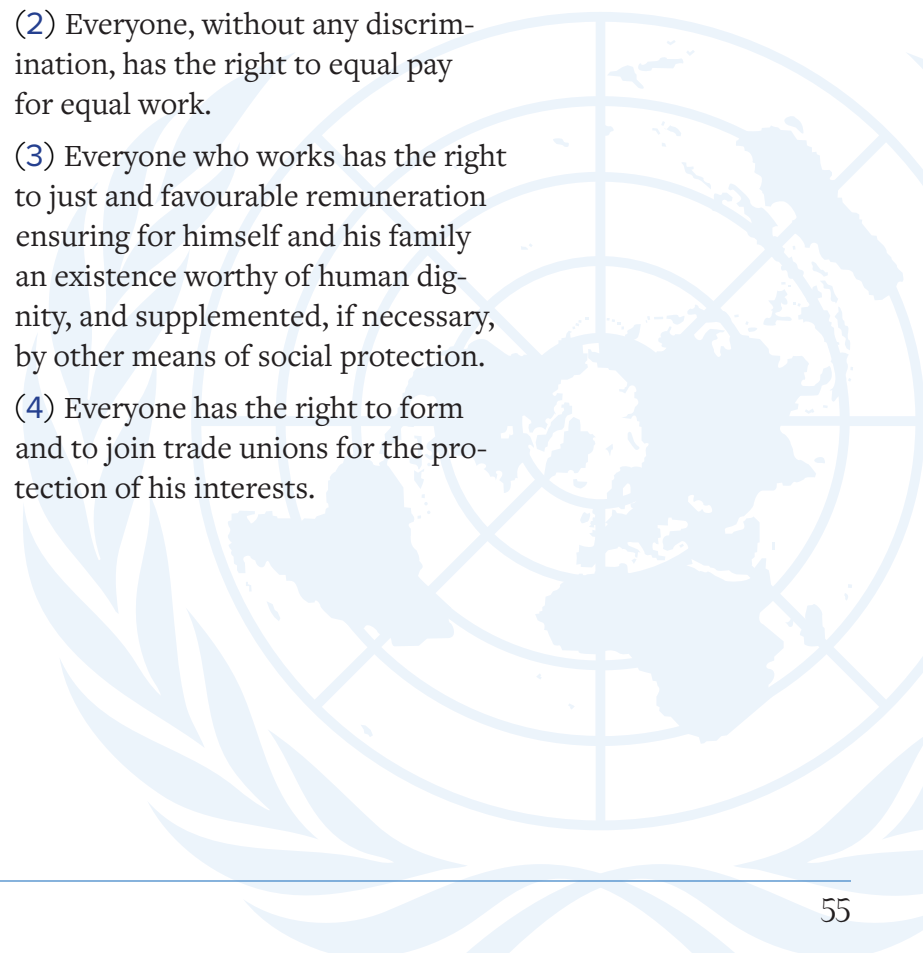 (2) Everyone, without any discrim-
ination, has the right to equal pay
for equal work.
(3) Everyone who works has the right
to just and favourable remuneration
ensuring for himself and his family
an existence worthy of human dig-
nity, and supplemented, if necessary,
by other means of social protection.
(4) Everyone has the right to form
and to join trade unions for the pro-
tection of his interests.
55